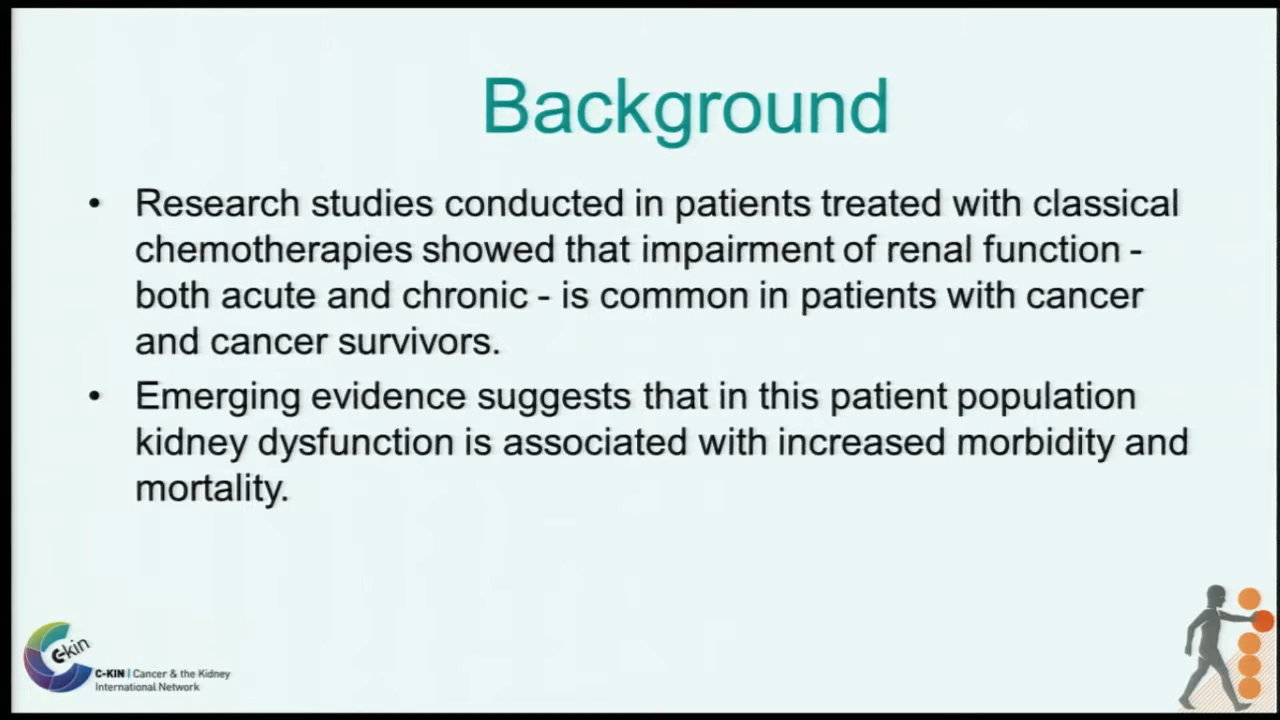 Background
• Research studies conducted in patients treated with classical
chemotherapies showed that impairment of renal function -
both acute and chronic - is common in patients with cancer
and cancer survivors.
• Emerging evidence suggests that in this patient population
kidney dysfunction is associated with increased morbidity and
mortality.
c-kin
C-KIN | Cancer & the Kidney
International Network